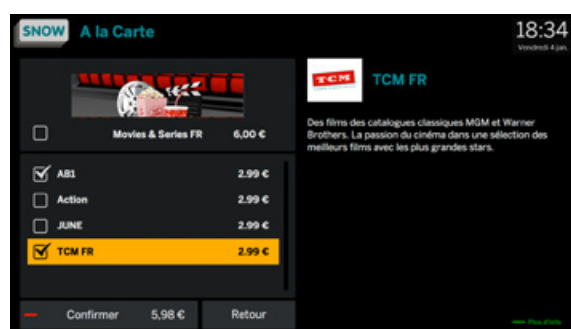 SNOW A la Carte
18:34
Vendredi 4 jan.
Movies & Series FR 6,00 €
AB1 2.99 €
Action 2.99 €
JUNE 2.99 €
TCM FR 2.99 €
Confirmer 5,98 € Retour
TCM
TCM FR
Des films des catalogues classiques MGM et Warner
Brothers. La passion du cinéma dans une sélection des
meilleurs films avec les plus grandes stars.
Plus d'info